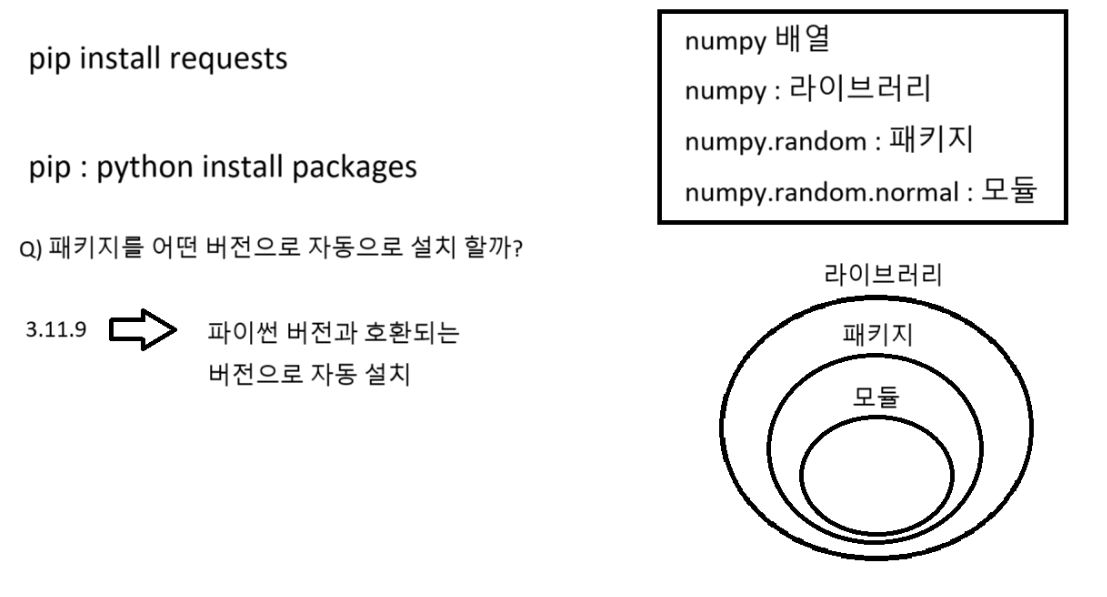 pip install requests
pip : python install packages
Q) 패키지를 어떤 버전으로 자동으로 설치 할까?
3.11.9
파이썬 버전과 호환되는
버전으로 자동 설치
numpy 배열
numpy : 라이브러리
numpy.random : 패키지
numpy.random.normal : 모듈
라이브러리
패키지
모듈